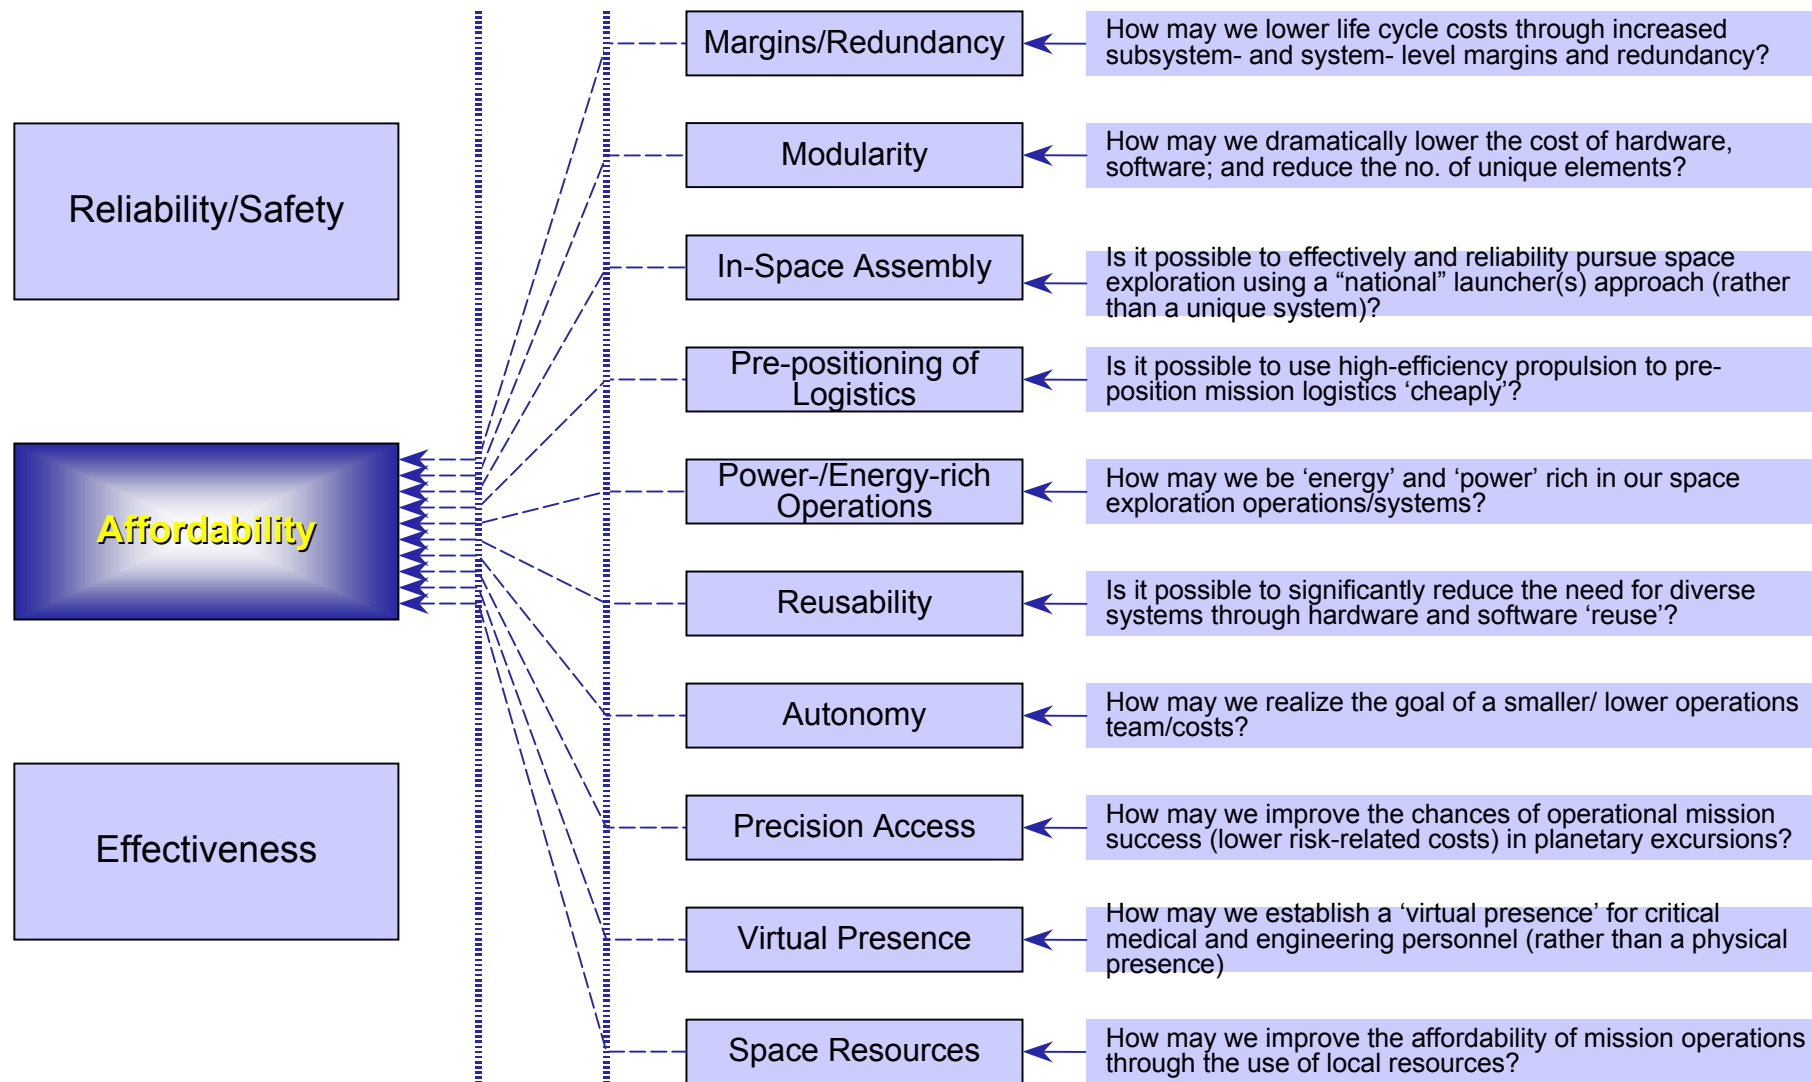 Reliability/Safety
Affordability
Effectiveness
Margins/Redundancy
How may we lower life cycle costs through increased
subsystem- and system- level margins and redundancy?
Modularity
How may we dramatically lower the cost of hardware,
software; and reduce the no. of unique elements?
In-Space Assembly
Is it possible to effectively and reliability pursue space
exploration using a “national” launcher(s) approach (rather
than a unique system)?
Pre-positioning of
Logistics
Is it possible to use high-efficiency propulsion to pre-
position mission logistics ‘cheaply’?
Power-/Energy-rich
Operations
How may we be ‘energy’ and ‘power’ rich in our space
exploration operations/systems?
Reusability
Is it possible to significantly reduce the need for diverse
systems through hardware and software ‘reuse’?
Autonomy
How may we realize the goal of a smaller/ lower operations
team/costs?
Precision Access
How may we improve the chances of operational mission
success (lower risk-related costs) in planetary excursions?
Virtual Presence
How may we establish a ‘virtual presence’ for critical
medical and engineering personnel (rather than a physical
presence)
Space Resources
How may we improve the affordability of mission operations
through the use of local resources?